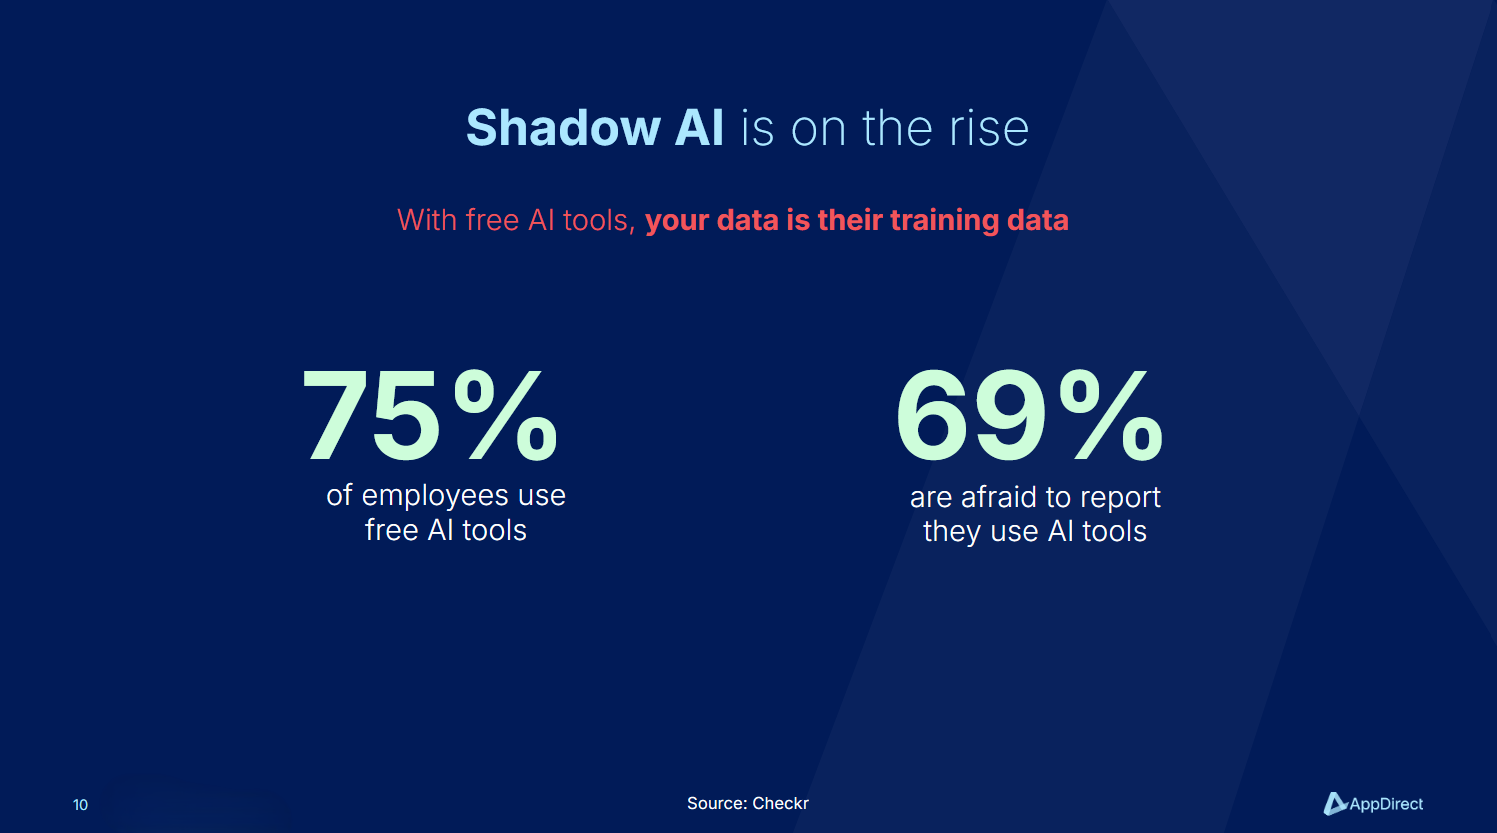 Shadow AI is on the rise
With free AI tools, your data is their training data
75%
of employees use
free AI tools
69%
are afraid to report
they use AI tools
10
Source: Checkr
AppDirect